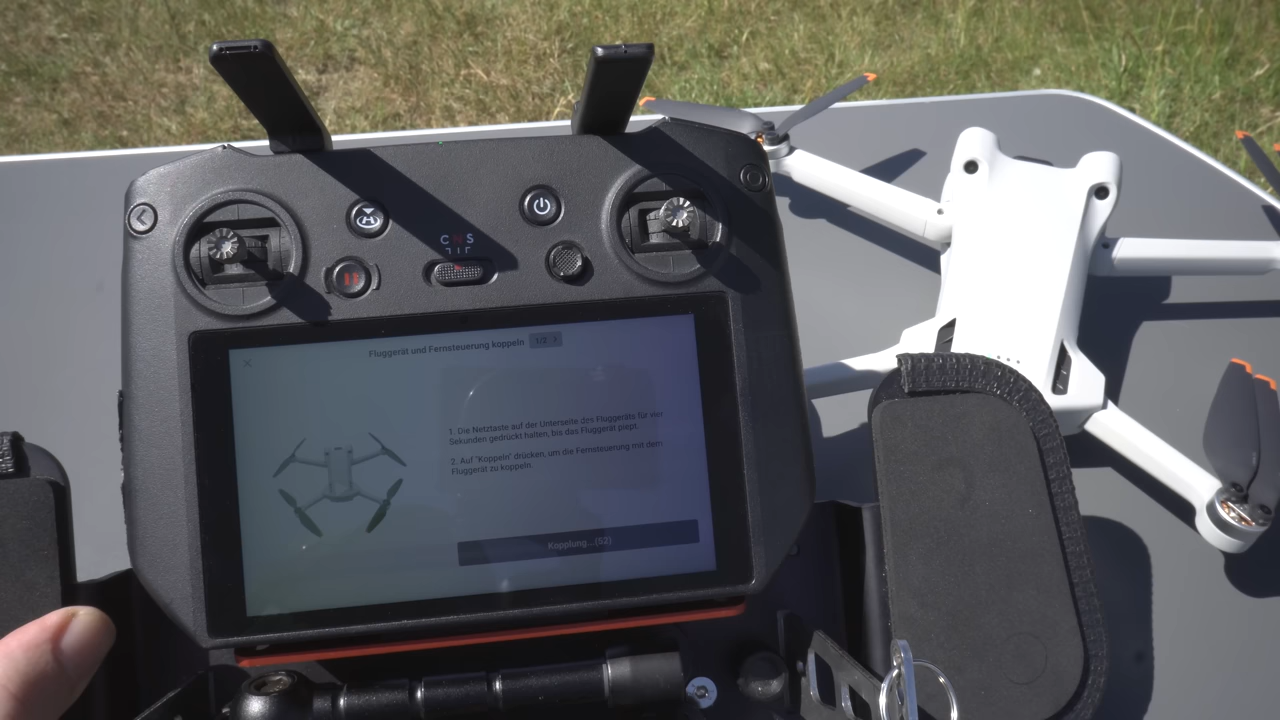 C N S
Fluggerät und Fernsteuerung koppeln 1/2 >
1. Die Netztaste auf der Unterseite des Fluggeräts für vier
Sekunden gedrückt halten, bis das Fluggerät piept.
2. Auf "Koppeln" drücken, um die Fernsteuerung mit dem
Fluggerät zu koppeln.
Kopplung... (52)